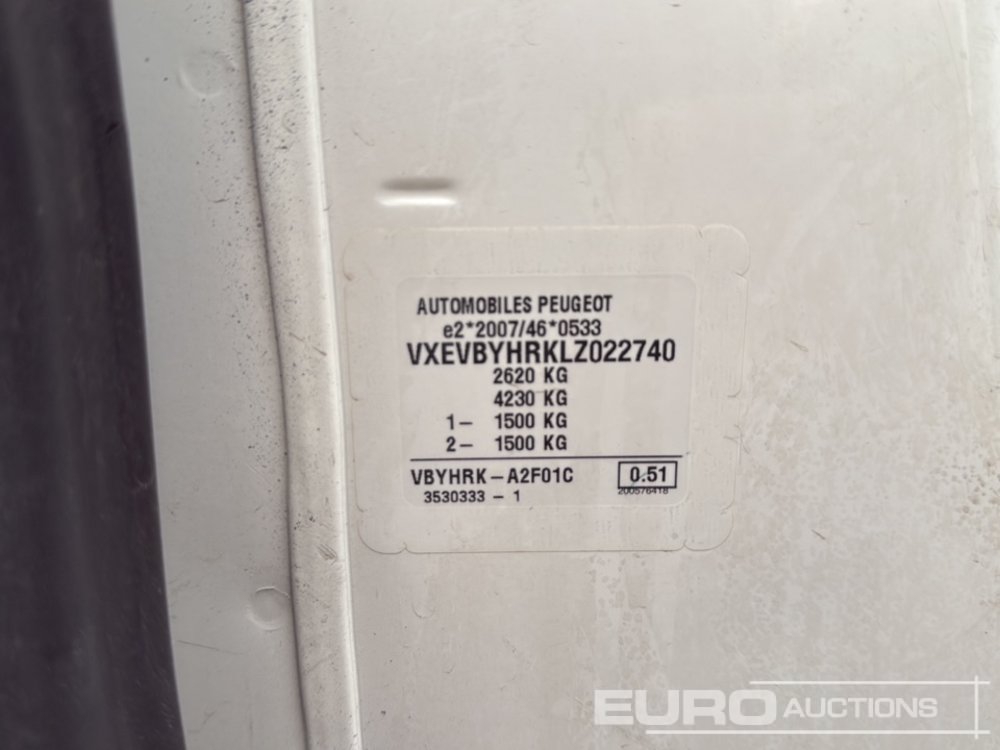 AUTOMOBILES PEUGEOT
e2*2007/46*0533
VXEVBYHRKLZ022740
2620 KG
4230 KG
1- 1500 KG
2- 1500 KG
VBYHRK-A2F01C 0.51
3530333 - 1 200576418
EURO AUCTIONS